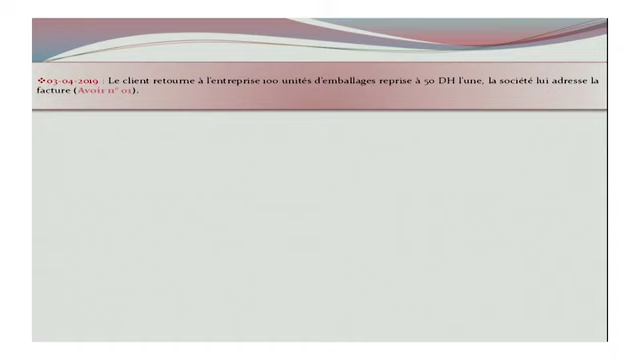 ❖03-04-2019 : Le client retourne à l'entreprise 100 unités d'emballages reprise à 50 DH l'une, la société lui adresse la
facture (Avoir n° 01).